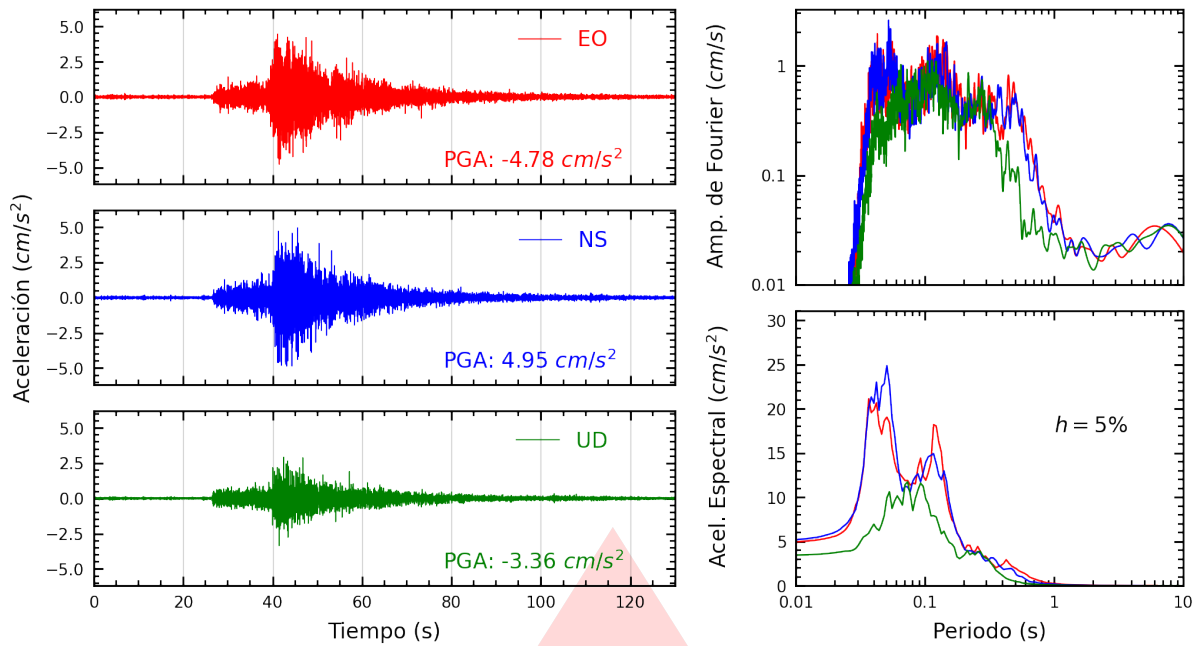 Aceleración (cm/s²)
5.0
2.5
0.0
−2.5
−5.0
EO
PGA: -4.78 cm/s²
5.0
2.5
0.0
−2.5
−5.0
NS
PGA: 4.95 cm/s²
5.0
2.5
0.0
−2.5
−5.0
UD
PGA: -3.36 cm/s²
0 20 40 60 80 100 120
Tiempo (s)
Amp. de Fourier (cm/s)
1
0.1
0.01
Acel. Espectral (cm/s²)
30
25
20
15
10
5
0
h = 5%
0.01 0.1 1 10
Periodo (s)